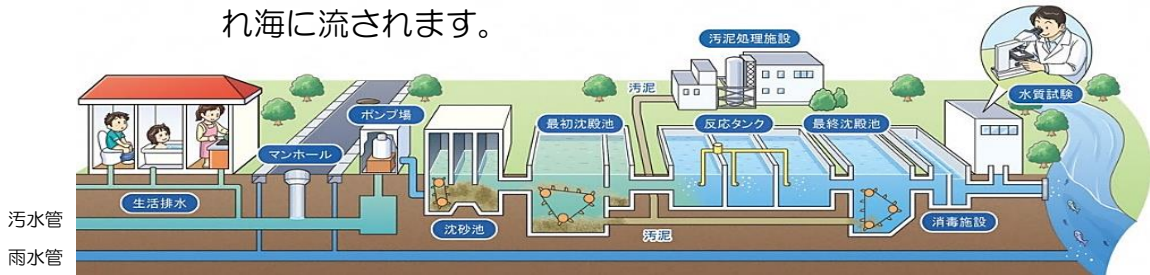 れ海に流されます。
汚泥処理施設
水質試験
汚泥
ポンプ場
最初沈殿池
反応タンク
最終沈殿池
マンホール
生活排水
汚水管
沈砂池
汚泥
消毒施設
雨水管